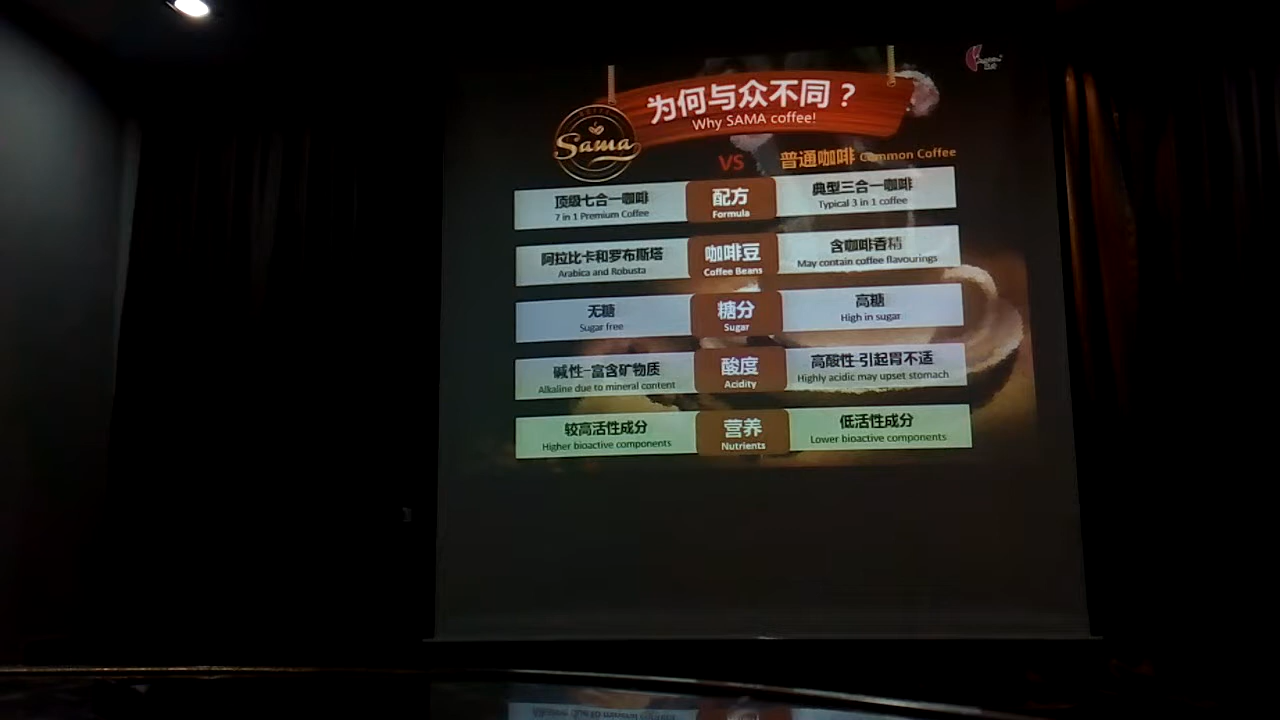 为何与众不同？
Why SAMA coffee!
Sama
VS
普通咖啡 Common Coffee
顶级七合一咖啡
7 in 1 Premium Coffee
配方
Formula
典型三合一咖啡
Typical 3 in 1 coffee
阿拉比卡和罗布斯塔
Arabica and Robusta
咖啡豆
Coffee Beans
含咖啡香精
May contain coffee flavourings
无糖
Sugar free
糖分
Sugar
高糖
High in sugar
碱性-富含矿物质
Alkaline due to mineral content
酸度
Acidity
高酸性-引起胃不适
Highly acidic may upset stomach
较高活性成分
Higher bioactive components
营养
Nutrients
低活性成分
Lower bioactive components